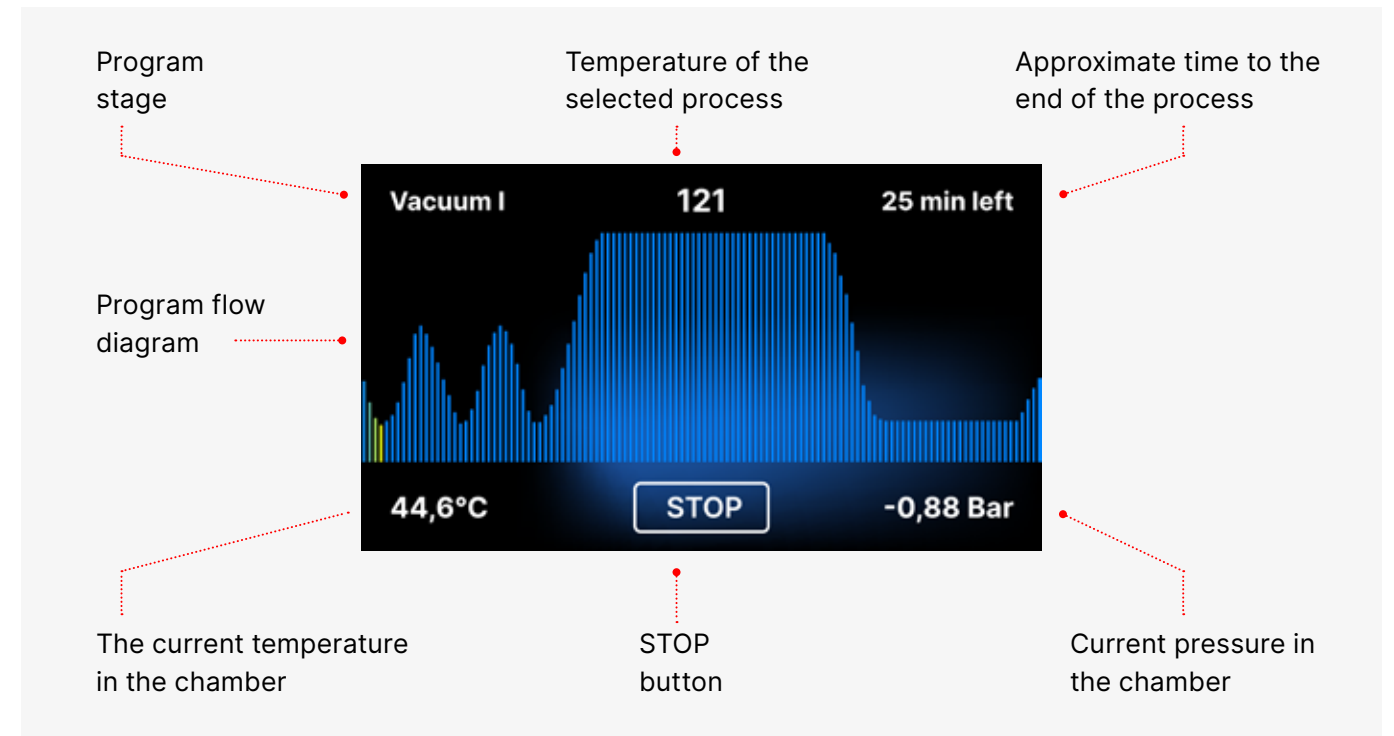 Program
stage
Temperature of the
selected process
Approximate time to the
end of the process
Vacuum I
121
25 min left
Program flow
diagram
44,6°C
STOP
-0,88 Bar
The current temperature
in the chamber
STOP
button
Current pressure in
the chamber